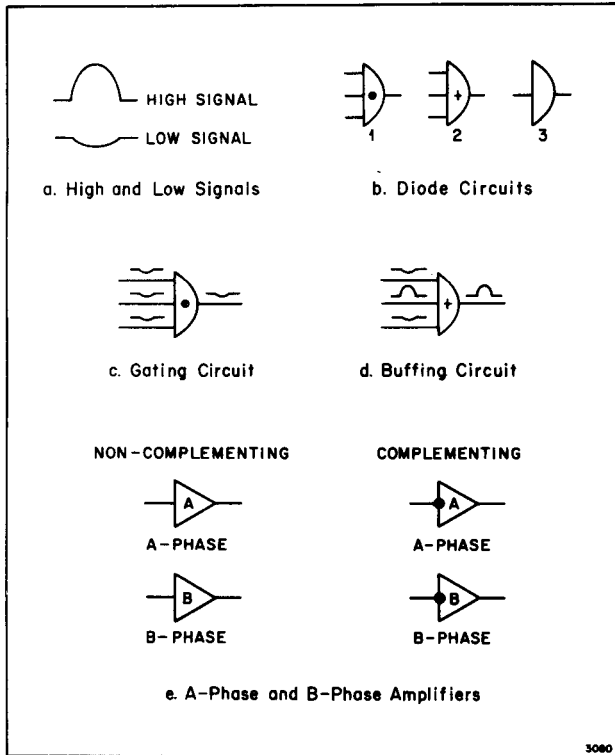 HIGH SIGNAL
LOW SIGNAL
a. High and Low Signals
+
1 2 3
b. Diode Circuits
c. Gating Circuit
+
d. Buffing Circuit
NON-COMPLEMENTING
COMPLEMENTING
A
A-PHASE
A
A-PHASE
B
B-PHASE
B
B-PHASE
e. A-Phase and B-Phase Amplifiers
3080